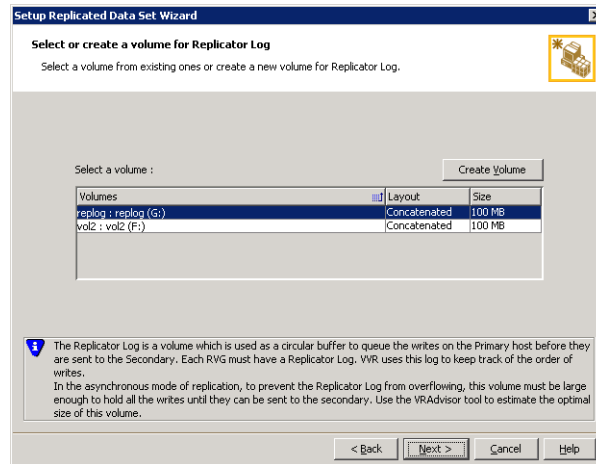 Setup Replicated Data Set Wizard
Select or create a volume for Replicator Log
Select a volume from existing ones or create a new volume for Replicator Log.
Select a volume :
Create Volume
Volumes Layout Size
replog : replog (G:) Concatenated 100 MB
vol2 : vol2 (F:) Concatenated 100 MB
The Replicator Log is a volume which is used as a circular buffer to queue the writes on the Primary host before they
are sent to the Secondary. Each RVG must have a Replicator Log. VVR uses this log to keep track of the order of
writes.
In the asynchronous mode of replication, to prevent the Replicator Log from overflowing, this volume must be large
enough to hold all the writes until they can be sent to the secondary. Use the VRAdvisor tool to estimate the optimal
size of this volume.
< Back Next > Cancel Help